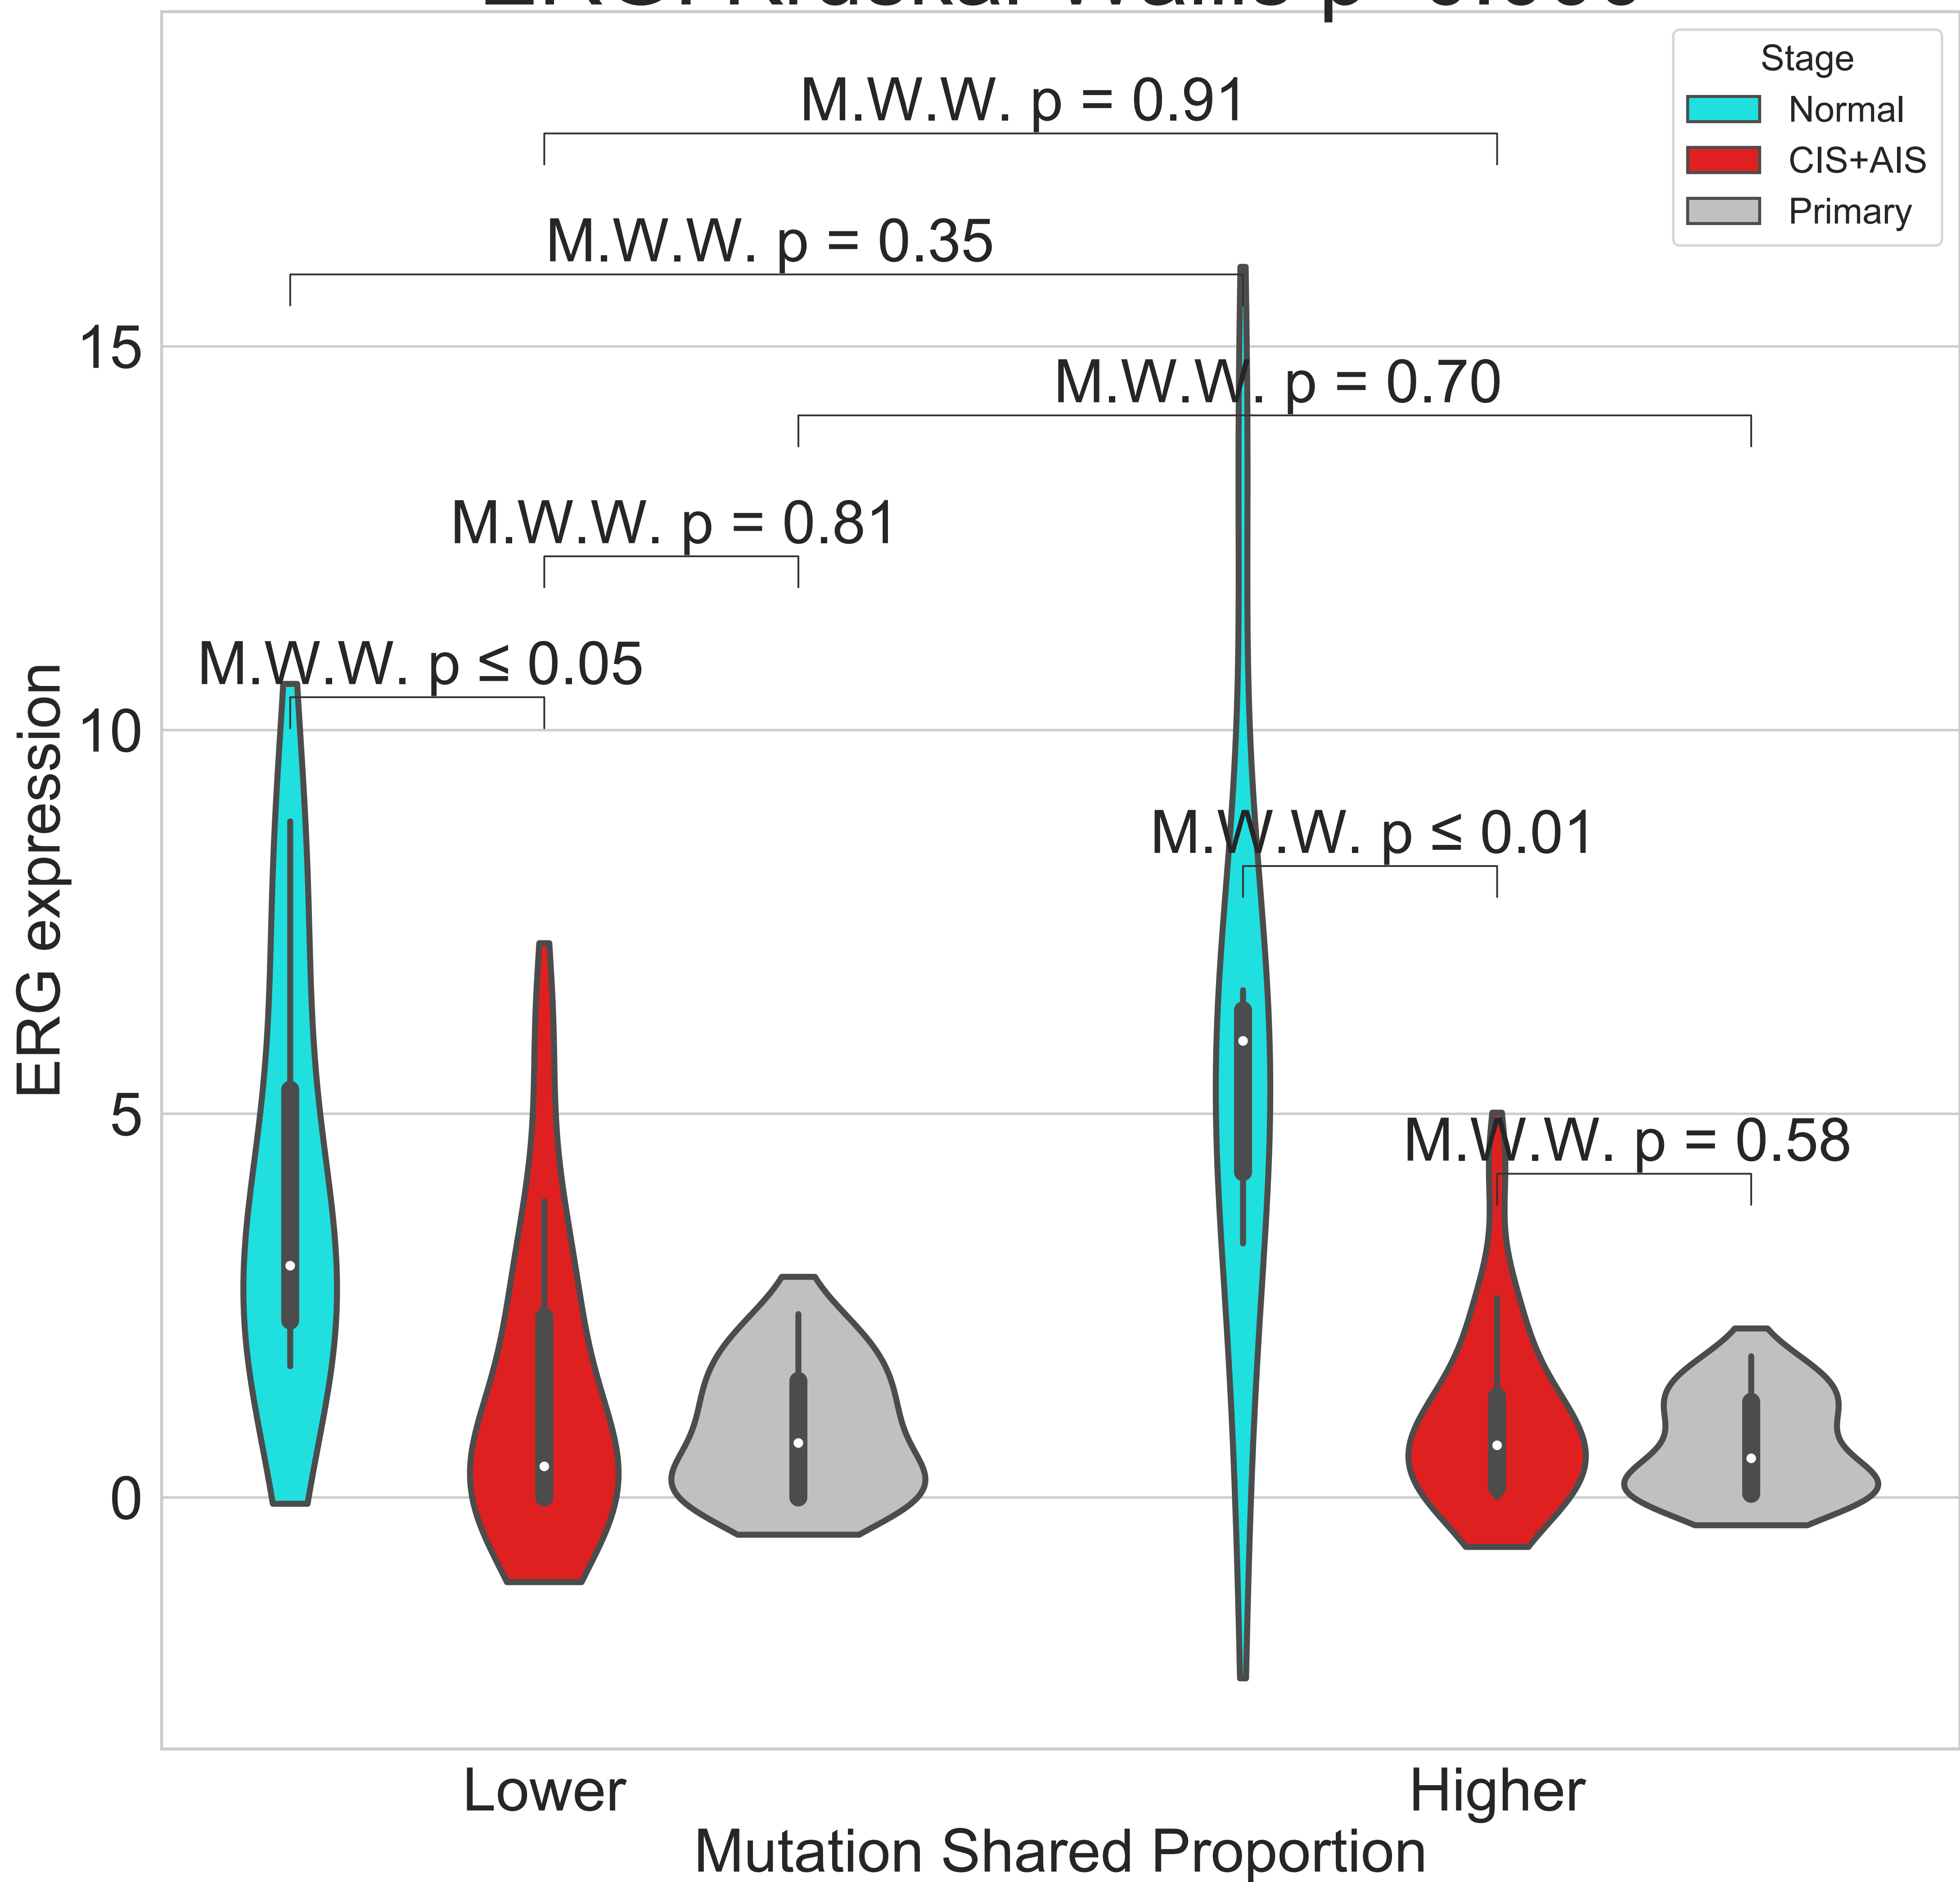 Stage
Normal
CIS+AIS
Primary
M.W.W. p = 0.91
M.W.W. p = 0.35
M.W.W. p = 0.70
M.W.W. p = 0.81
M.W.W. p ≤ 0.05
M.W.W. p ≤ 0.01
M.W.W. p = 0.58
15
10
5
0
ERG expression
Lower
Higher
Mutation Shared Proportion